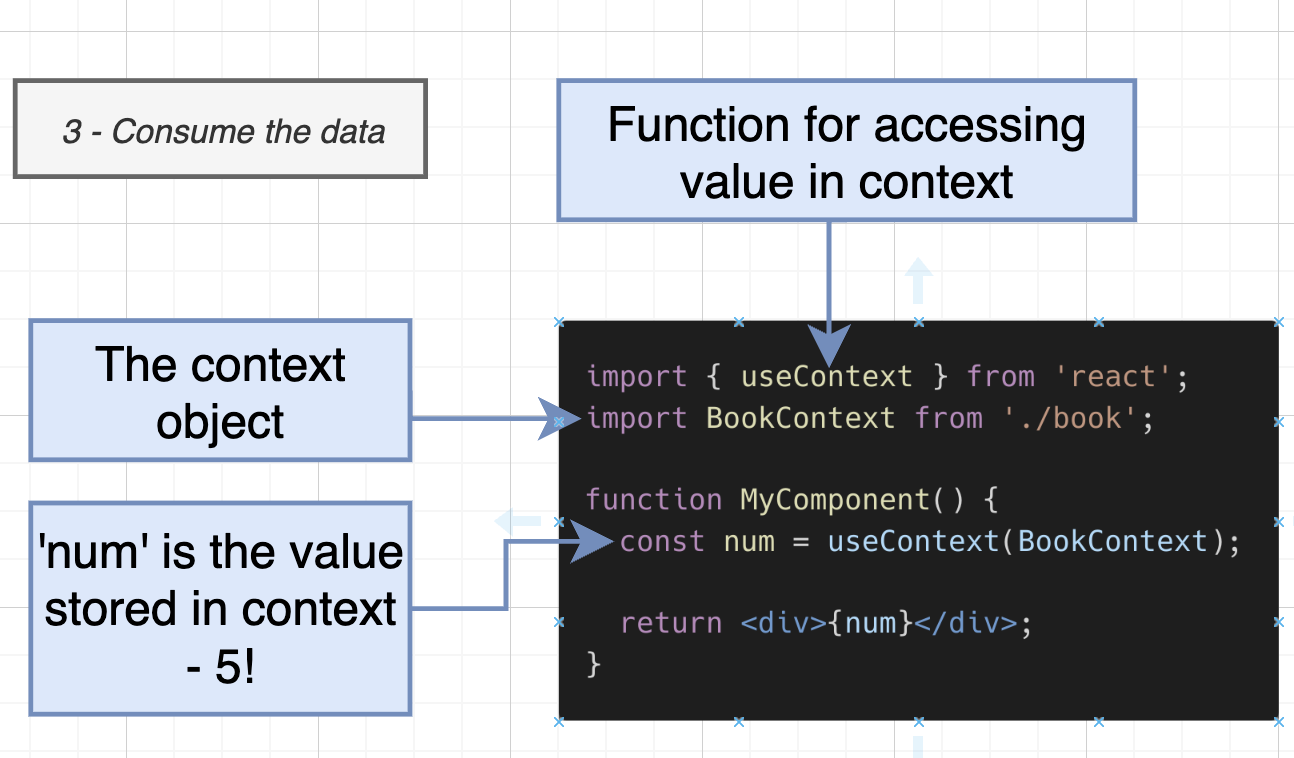 3 - Consume the data
Function for accessing
value in context
The context
object
'num' is the value
stored in context
- 5!
import { useContext } from 'react';
import BookContext from './book';
function MyComponent() {
const num = useContext(BookContext);
return <div>{num}</div>;
}